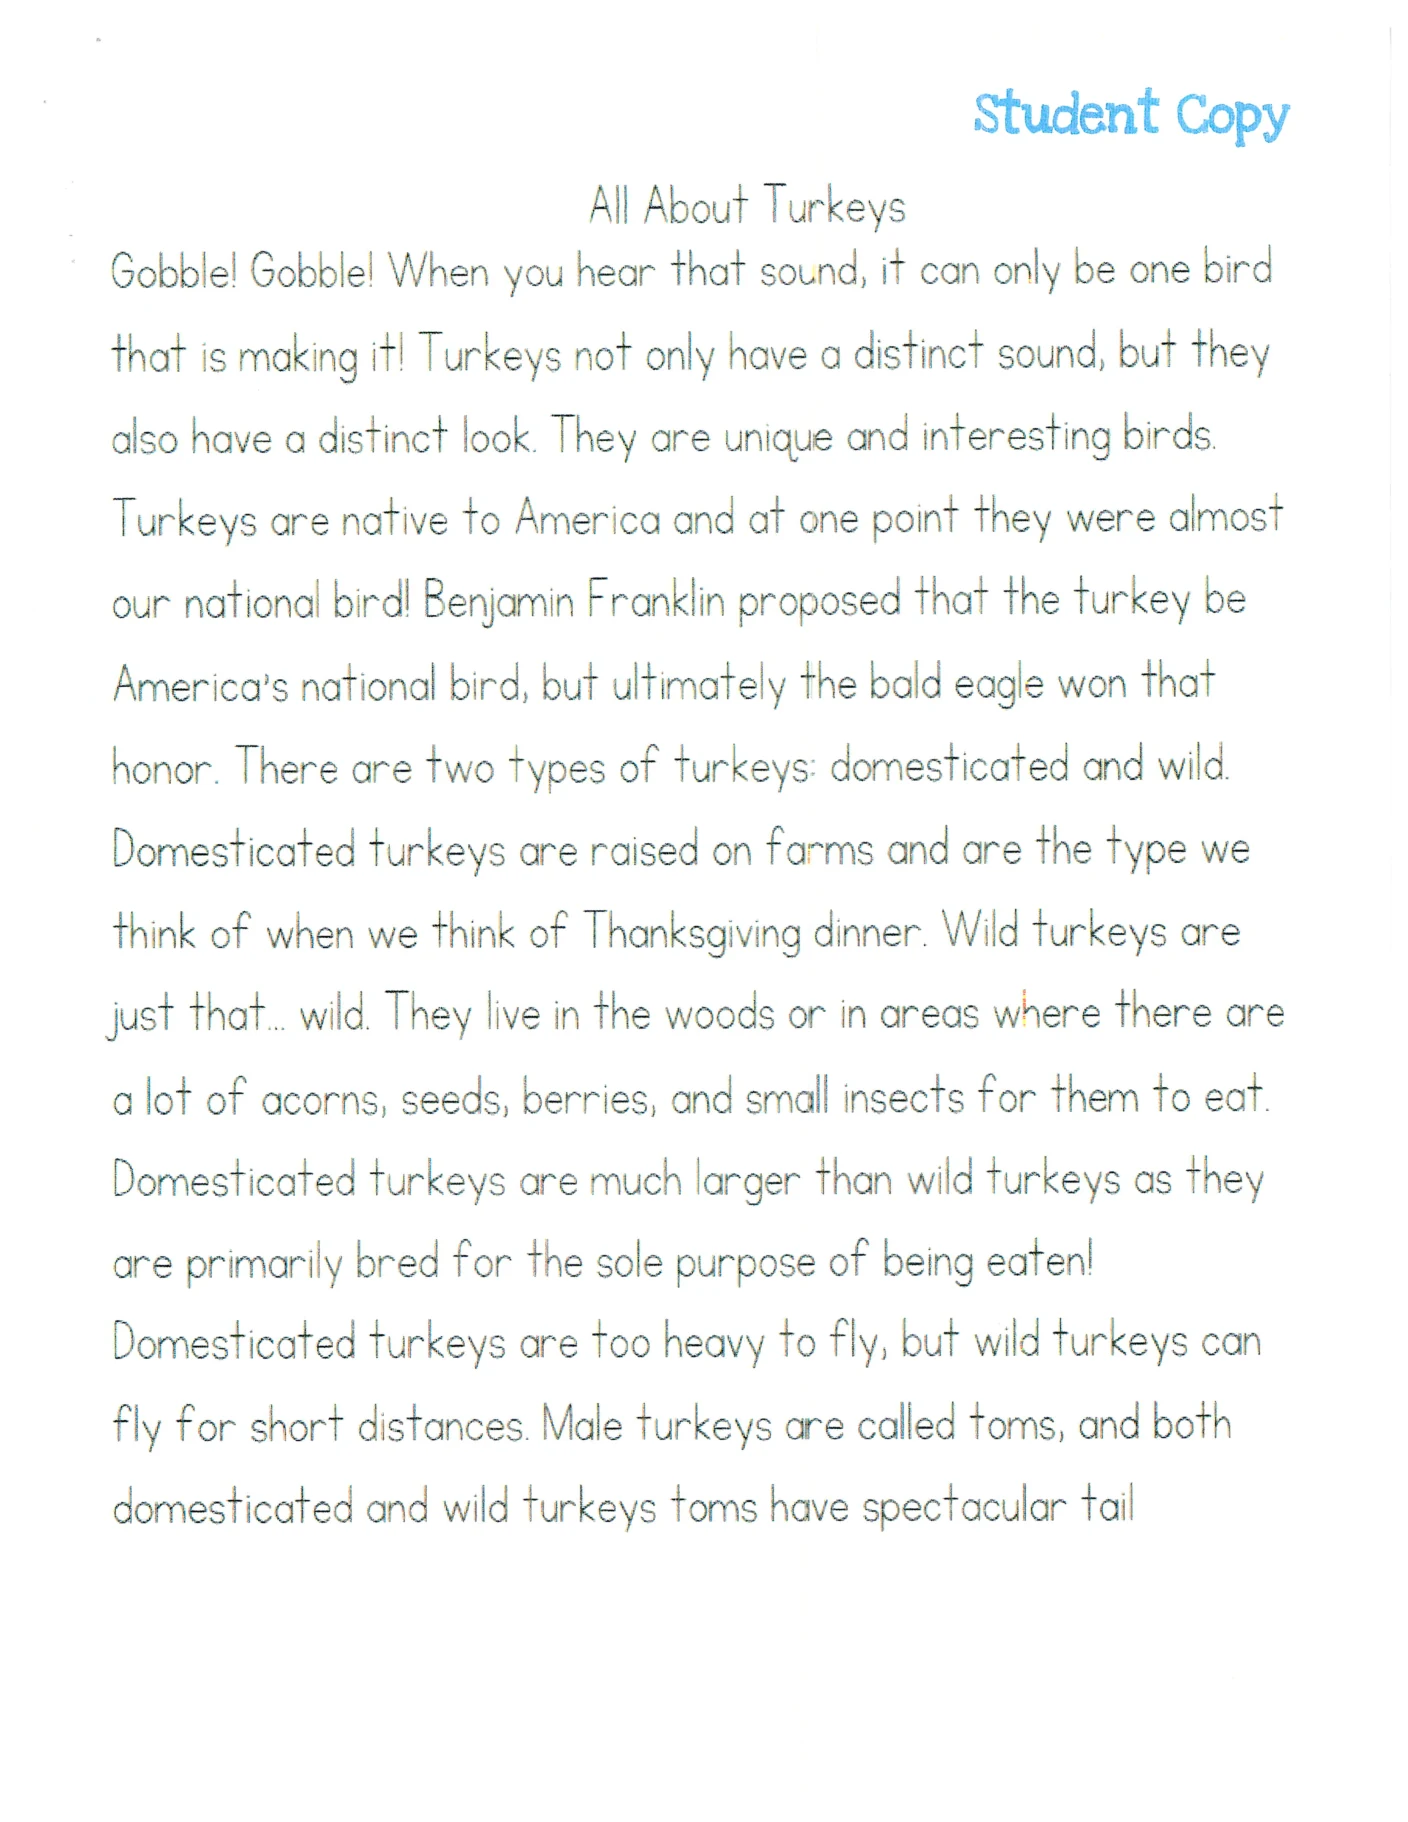 Student Copy
All About Turkeys
Gobble! Gobble! When you hear that sound, it can only be one bird
that is making it! Turkeys not only have a distinct sound, but they
also have a distinct look. They are unique and interesting birds.
Turkeys are native to America and at one point they were almost
our national bird! Benjamin Franklin proposed that the turkey be
America's national bird, but ultimately the bald eagle won that
honor. There are two types of turkeys: domesticated and wild.
Domesticated turkeys are raised on farms and are the type we
think of when we think of Thanksgiving dinner. Wild turkeys are
just that... wild. They live in the woods or in areas where there are
a lot of acorns, seeds, berries, and small insects for them to eat.
Domesticated turkeys are much larger than wild turkeys as they
are primarily bred for the sole purpose of being eaten!
Domesticated turkeys are too heavy to fly, but wild turkeys can
fly for short distances. Male turkeys are called toms, and both
domesticated and wild turkeys toms have spectacular tail